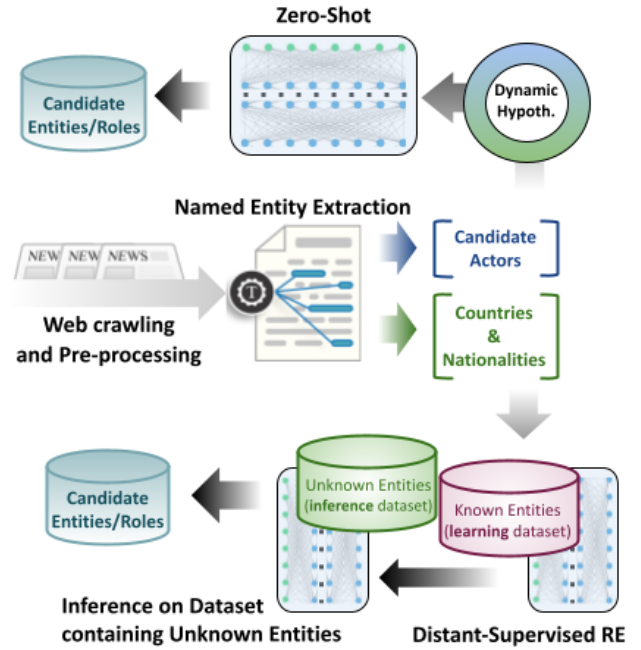 Zero-Shot
Candidate
Entities/Roles
Dynamic
Hypoth.
Named Entity Extraction
NEW NEW NEWS
T
Candidate
Actors
Web crawling
and Pre-processing
Countries
&
Nationalities
Unknown Entities
(inference dataset)
Known Entities
(learning dataset)
Candidate
Entities/Roles
Inference on Dataset
containing Unknown Entities
Distant-Supervised RE